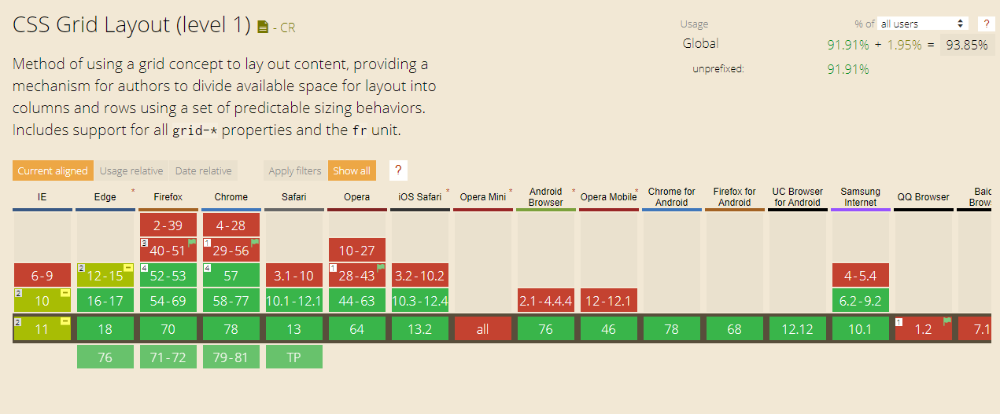 CSS Grid Layout (level 1) - CR
Usage % of all users ?
Global 91.91% + 1.95% = 93.85%
unprefixed: 91.91%
Method of using a grid concept to lay out content, providing a
mechanism for authors to divide available space for layout into
columns and rows using a set of predictable sizing behaviors.
Includes support for all grid-* properties and the fr unit.
Current aligned Usage relative Date relative Apply filters Show all ?
IE Edge * Firefox Chrome Safari Opera iOS Safari * Opera Mini * Android Browser * Opera Mobile * Chrome for Android Firefox for Android UC Browser for Android Samsung Internet QQ Browser Baid Brows
2-39 4-28
3 40-51 1 29-56 10-27
6-9 2 12-15 4 52-53 4 57 3.1-10 1 28-43 3.2-10.2 4-5.4
2 10 16-17 54-69 58-77 10.1-12.1 44-63 10.3-12.4 2.1-4.4.4 12-12.1 6.2-9.2
2 11 18 70 78 13 64 13.2 all 76 46 78 68 12.12 10.1 1 1.2 7.1
76 71-72 79-81 TP